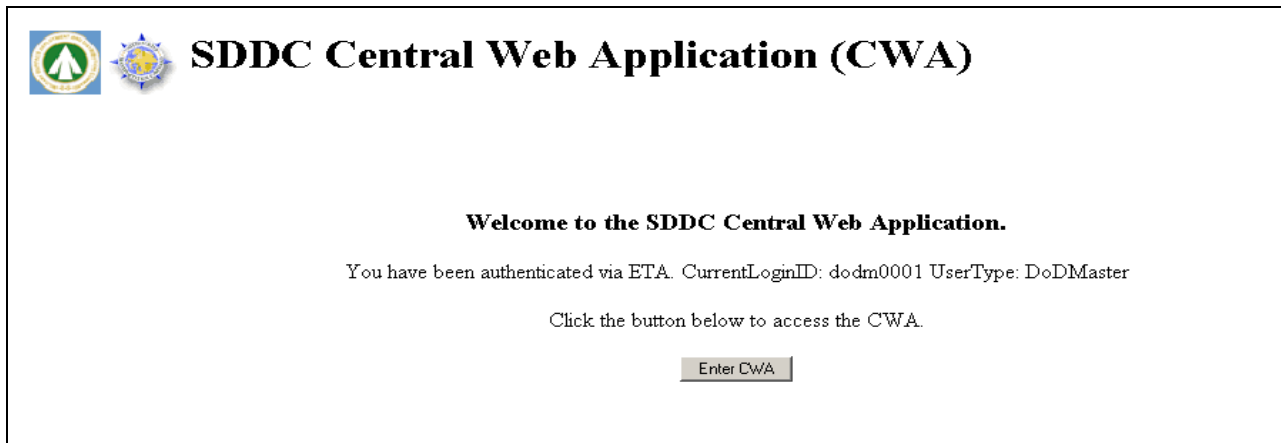 SDDC Central Web Application (CWA)
Welcome to the SDDC Central Web Application.
You have been authenticated via ETA. CurrentLoginID: dodm0001 UserType: DoDMaster
Click the button below to access the CWA.
Enter CWA